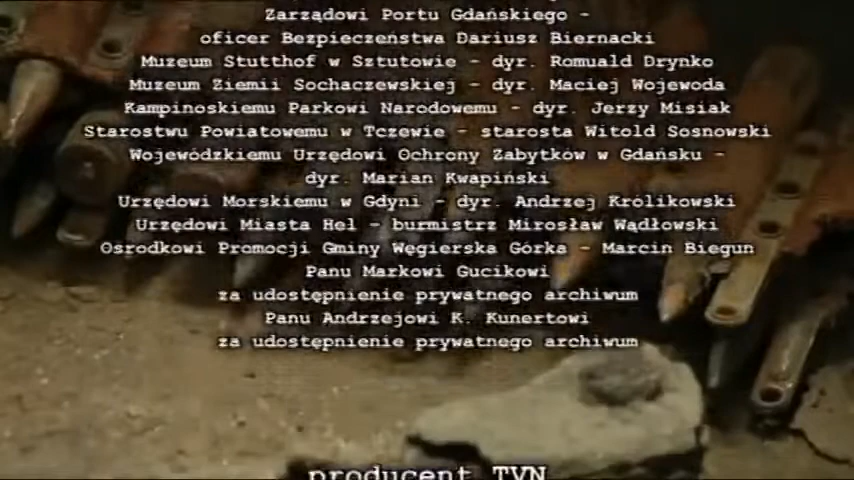 Zarządowi Portu Gdańskiego -
oficer Bezpieczeństwa Dariusz Biernacki
Muzeum Stutthof w Sztutowie - dyr. Romuald Drynko
Muzeum Ziemii Sochaczewskiej - dyr. Maciej Wojewoda
Kampinoskiemu Parkowi Narodowemu - dyr. Jerzy Misiak
Starostwu Powiatowemu w Tczewie - starosta Witold Sosnowski
Wojewódzkiemu Urzędowi Ochrony Zabytków w Gdańsku -
dyr. Marian Kwapiński
Urzędowi Morskiemu w Gdyni - dyr. Andrzej Królikowski
Urzędowi Miasta Hel - burmistrz Mirosław Wądłowski
Osrodkowi Promocji Gminy Węgierska Górka - Marcin Biegun
Panu Markowi Gucikowi
za udostępnienie prywatnego archiwum
Panu Andrzejowi K. Kunertowi
za udostępnienie prywatnego archiwum
producent TVN